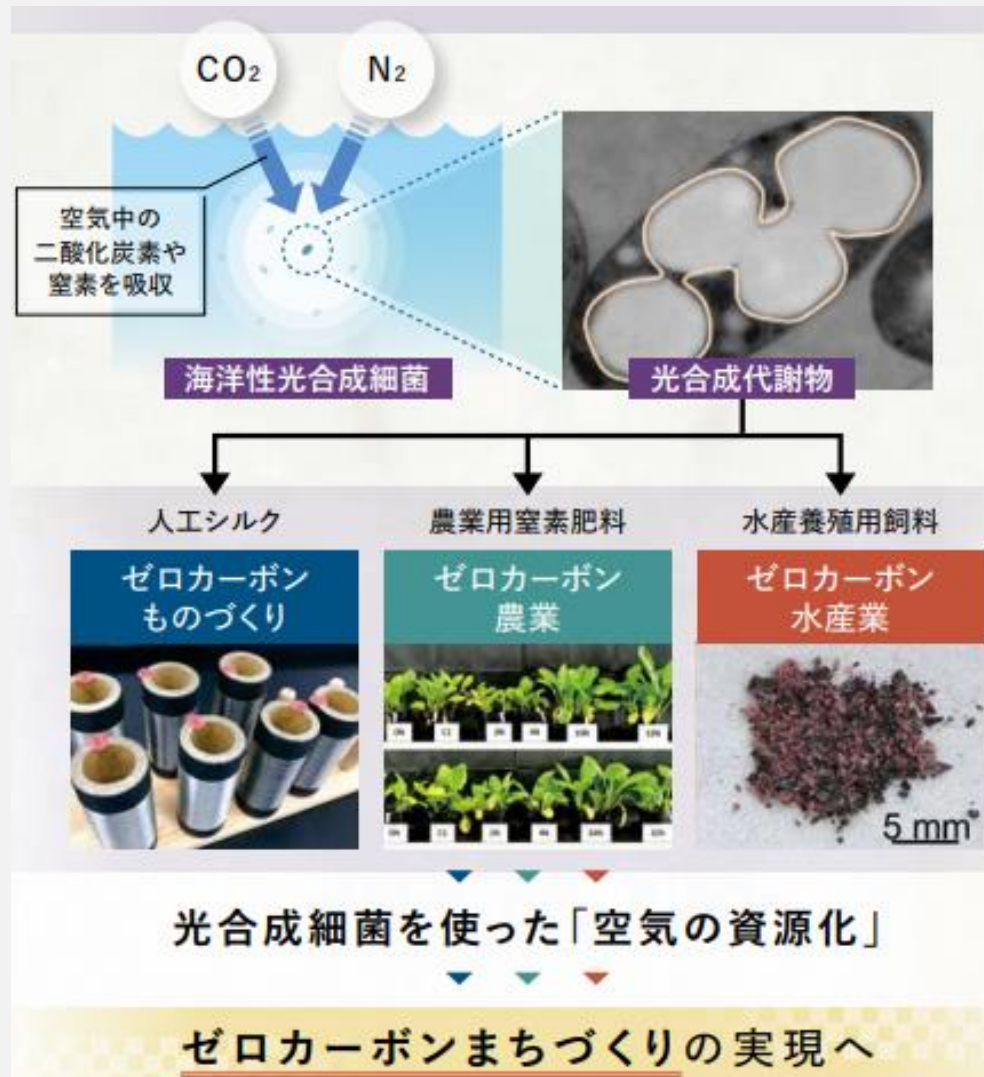 CO₂
N₂
空気中の
二酸化炭素や
窒素を吸収
海洋性光合成細菌
光合成代謝物
人工シルク
農業用窒素肥料
水産養殖用飼料
ゼロカーボン
ものづくり
ゼロカーボン
農業
ゼロカーボン
水産業
5 mm
光合成細菌を使った「空気の資源化」
ゼロカーボンまちづくりの実現へ